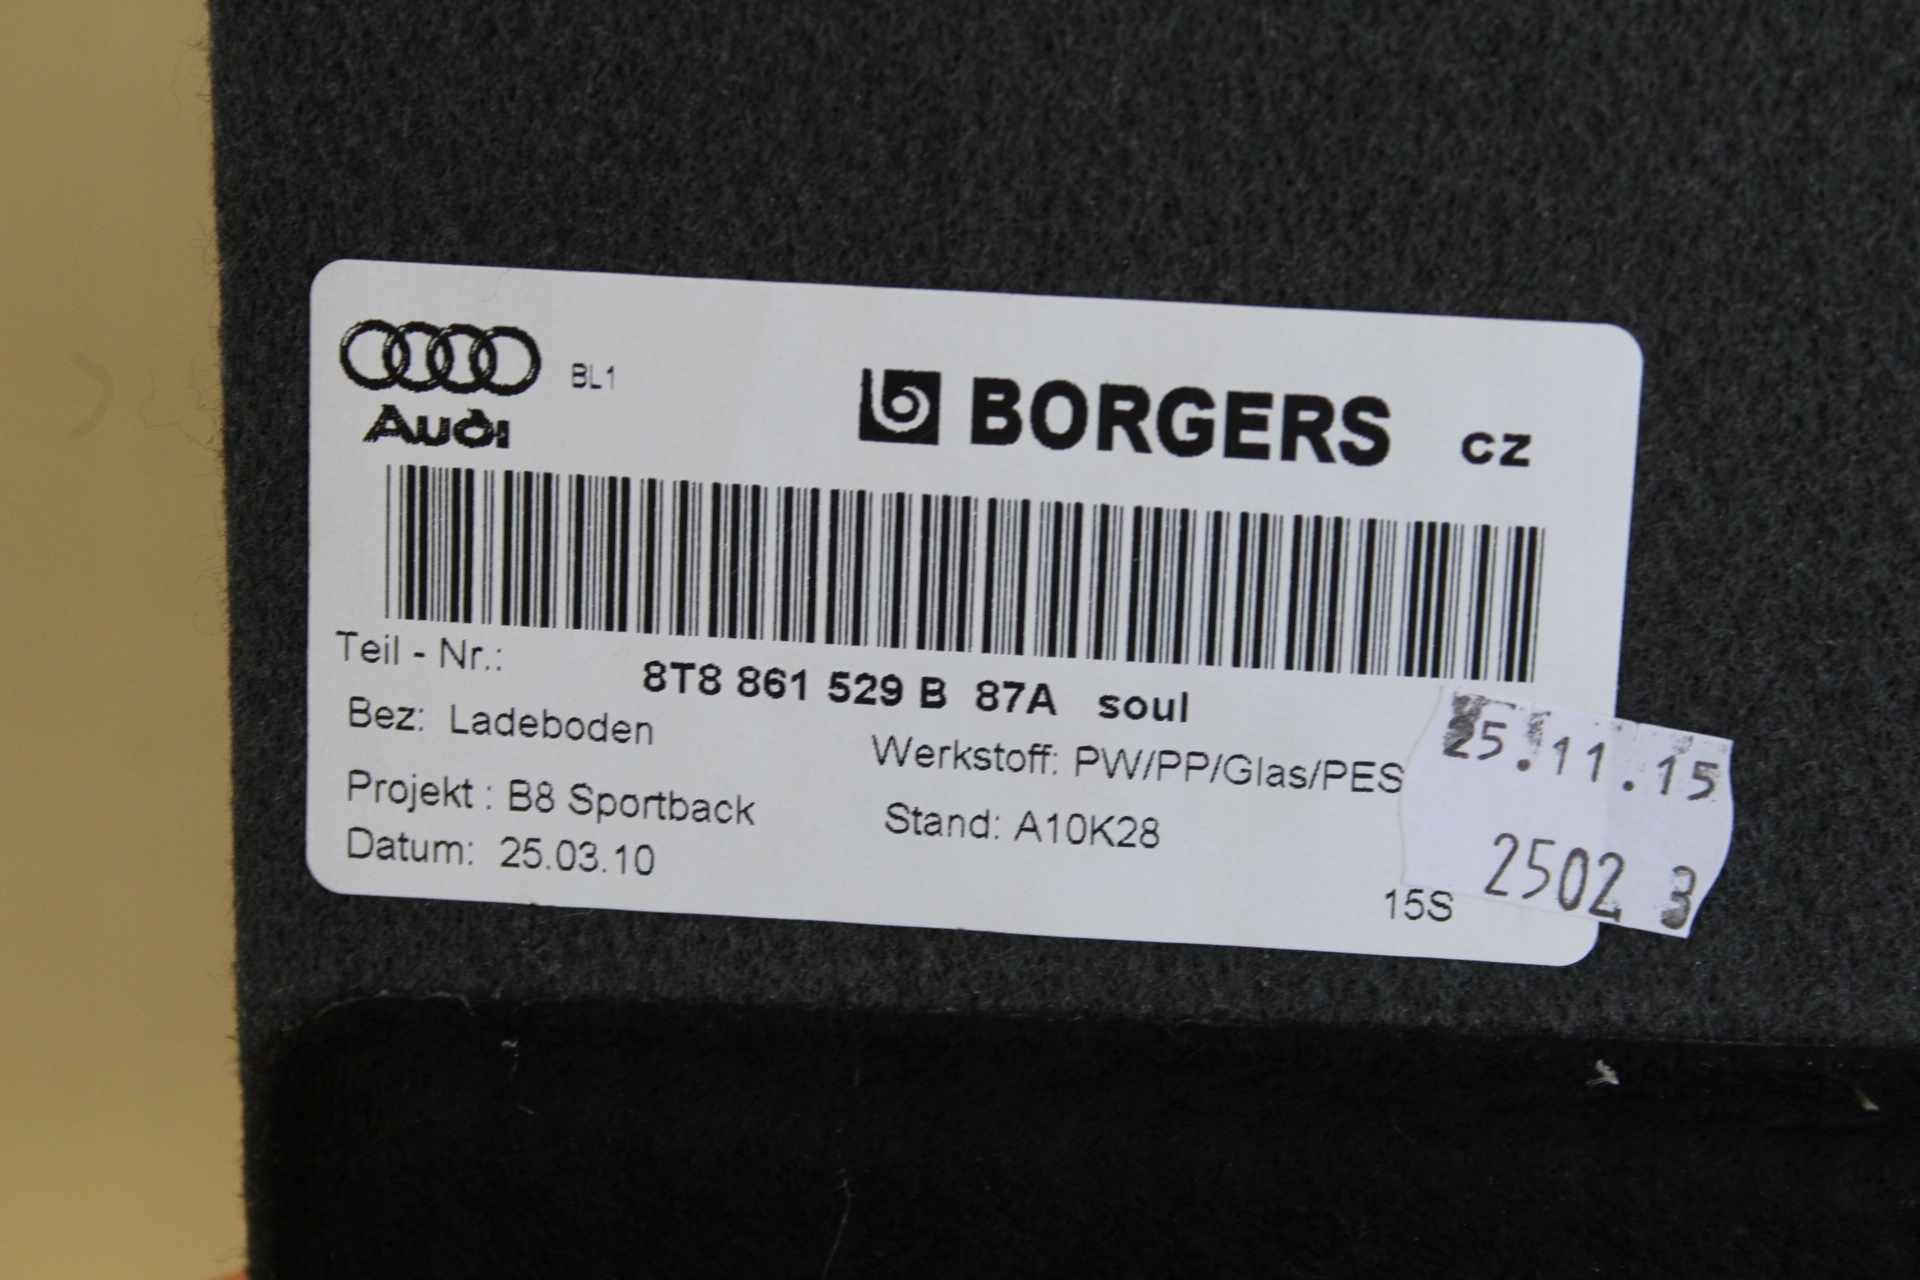 Audi BL1
BORGERS CZ
Teil - Nr.: 8T8 861 529 B 87A soul
Bez: Ladeboden
Werkstoff: PW/PP/Glas/PES
Projekt : B8 Sportback
Stand: A10K28
Datum: 25.03.10
15S
25.11.15
2502 3